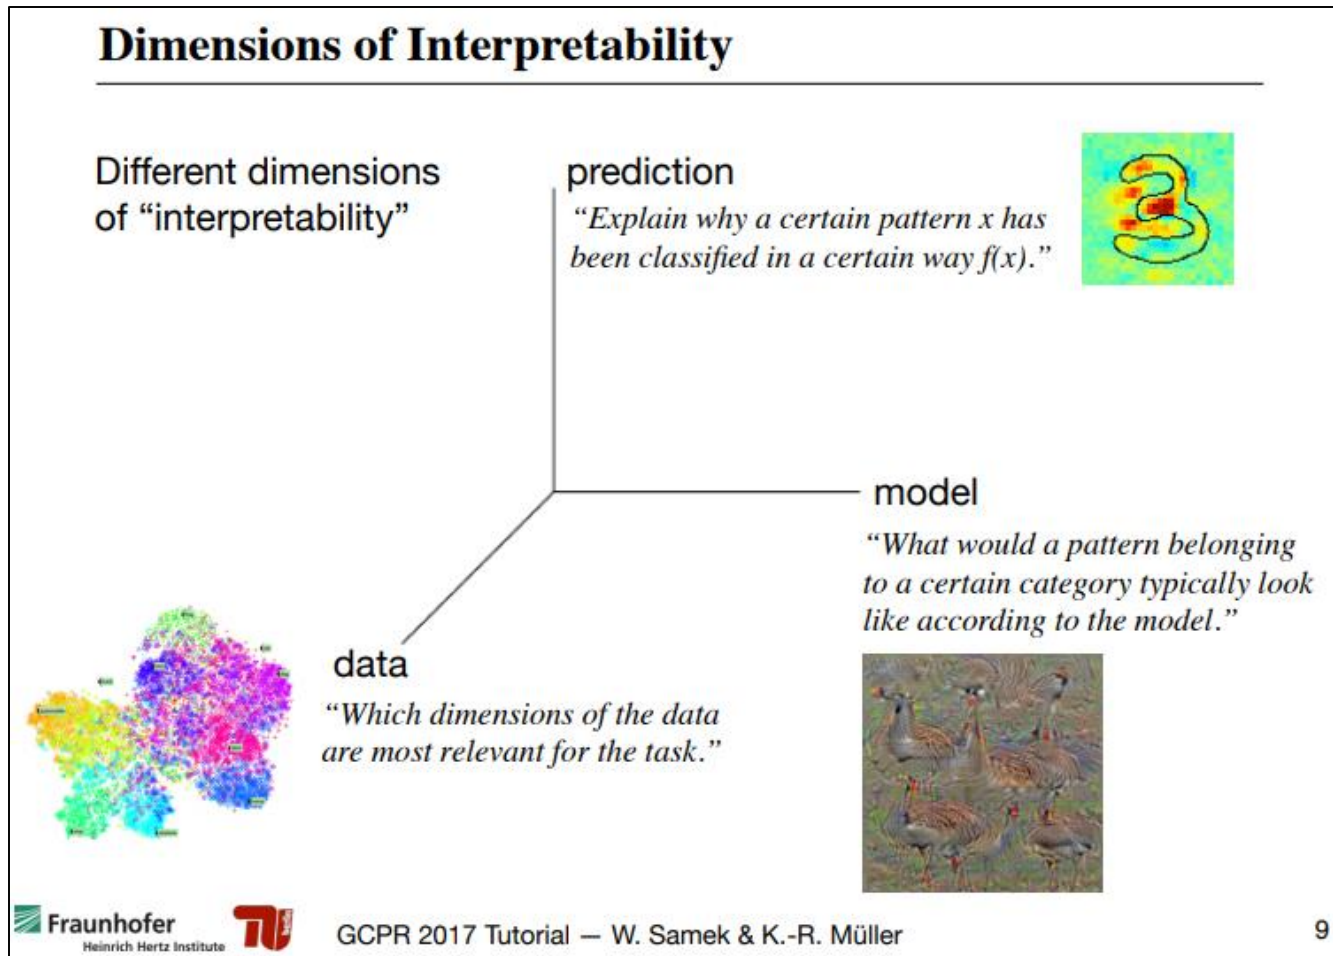 Dimensions of Interpretability
Different dimensions
of “interpretability”
prediction
“Explain why a certain pattern x has
been classified in a certain way f(x).”
model
“What would a pattern belonging
to a certain category typically look
like according to the model.”
data
“Which dimensions of the data
are most relevant for the task.”
Fraunhofer
Heinrich Hertz Institute
berlin
GCPR 2017 Tutorial — W. Samek & K.-R. Müller
9